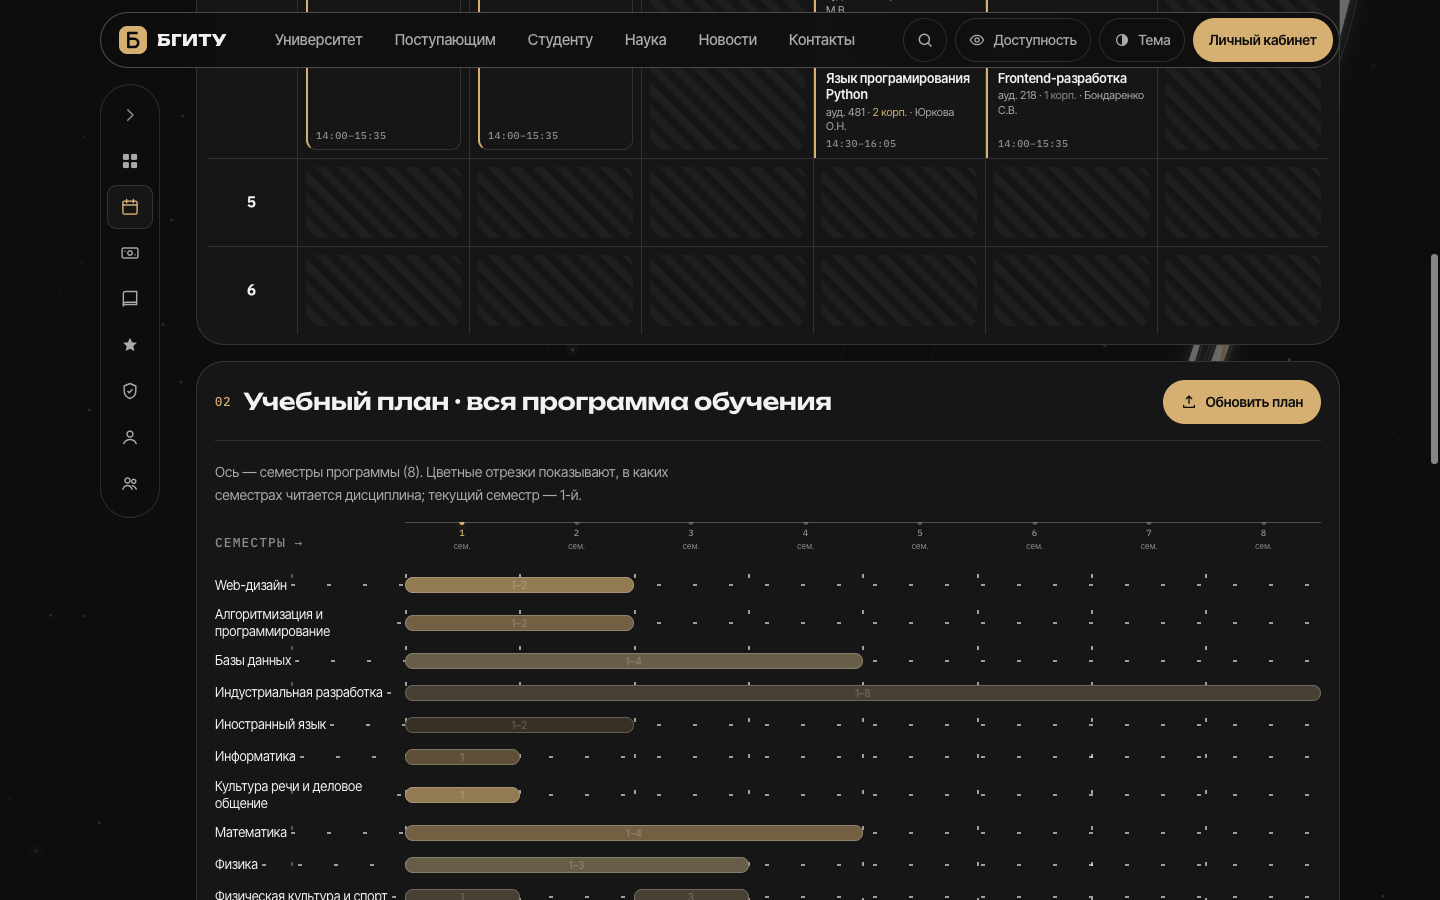 М.В.
Б БГИТУ Университет Поступающим Студенту Наука Новости Контакты Доступность Тема Личный кабинет
Язык програмирования
Python
ауд. 481 · 2 корп. · Юркова
О.Н.
14:30–16:05
Frontend-разработка
ауд. 218 · 1 корп. · Бондаренко
С.В.
14:00–15:35
14:00–15:35
14:00–15:35
5
6
02 Учебный план · вся программа обучения
Обновить план
Ось — семестры программы (8). Цветные отрезки показывают, в каких
семестрах читается дисциплина; текущий семестр — 1-й.
СЕМЕСТРЫ →
1 2 3 4 5 6 7 8
сем. сем. сем. сем. сем. сем. сем. сем.
Web-дизайн 1–2
Алгоритмизация и
программирование 1–2
Базы данных 1–4
Индустриальная разработка 1–8
Иностранный язык 1–2
Информатика 1
Культура речи и деловое
общение 1
Математика 1–4
Физика 1–3
Физическая культура и спорт 1 3